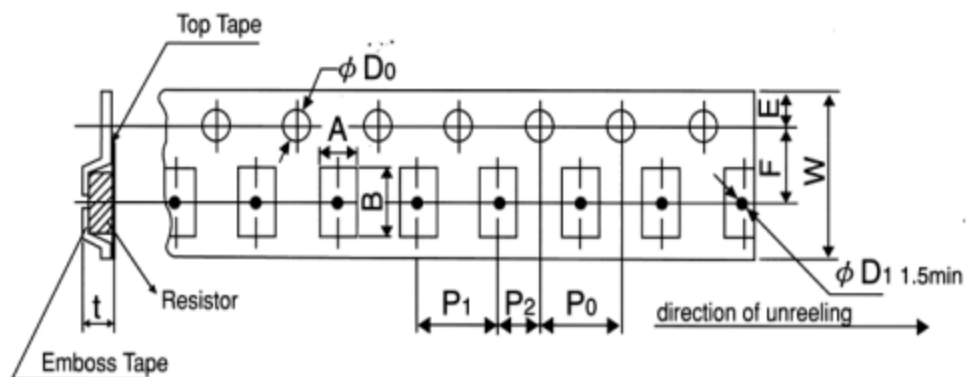 Top Tape
φ D0
A
E
B
F
W
φ D1 1.5min
P1
P2
P0
t
Resistor
direction of unreeling
Emboss Tape